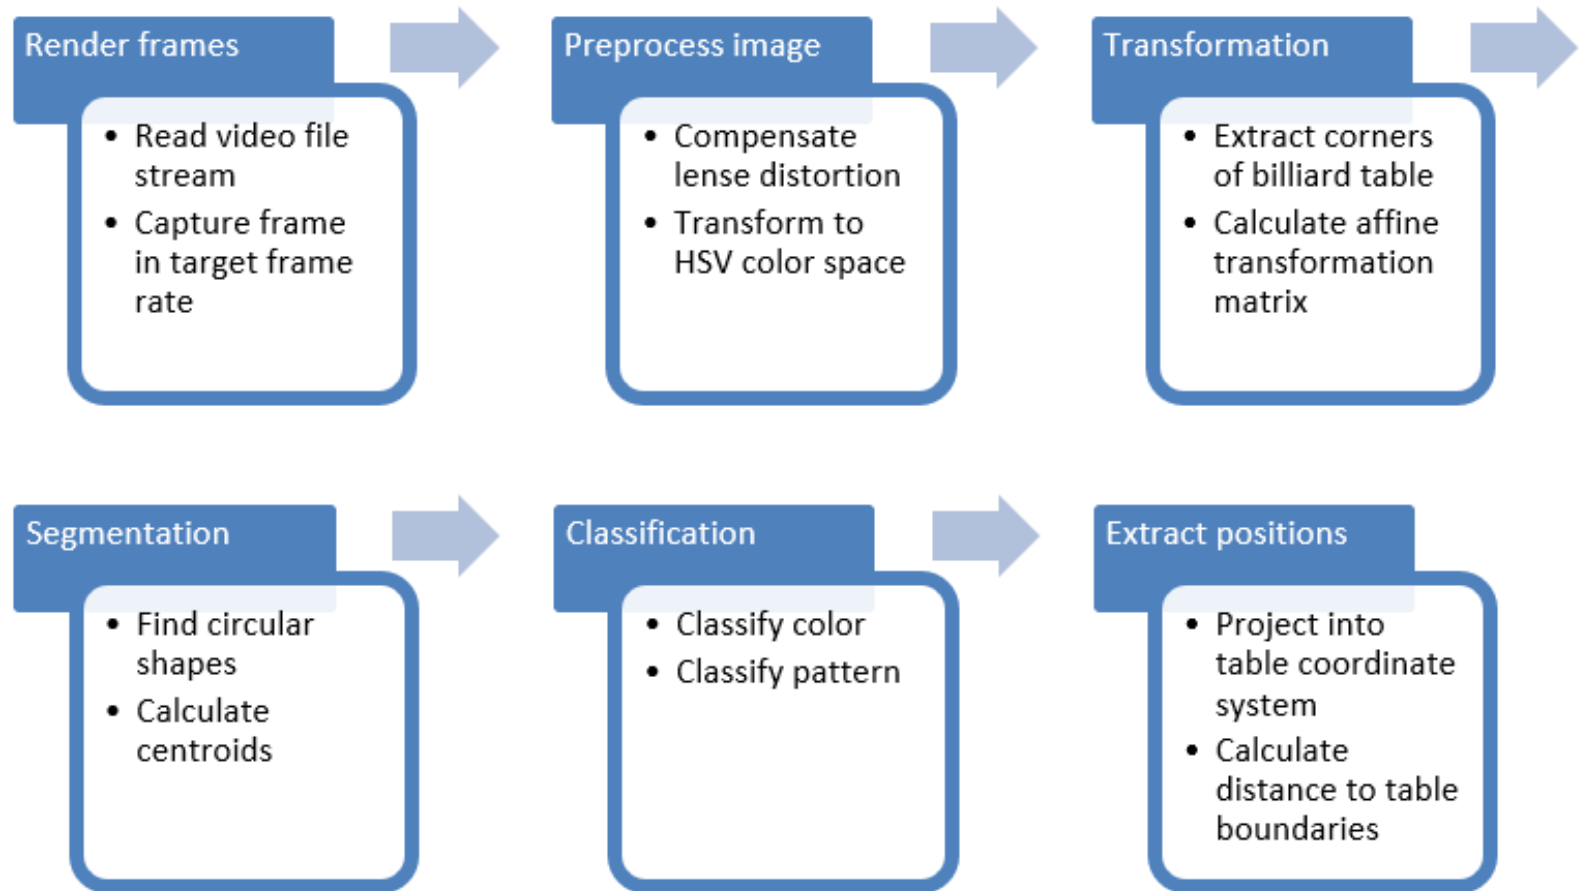 Render frames
• Read video file
stream
• Capture frame
in target frame
rate
Preprocess image
• Compensate
lense distortion
• Transform to
HSV color space
Transformation
• Extract corners
of billiard table
• Calculate affine
transformation
matrix
Segmentation
• Find circular
shapes
• Calculate
centroids
Classification
• Classify color
• Classify pattern
Extract positions
• Project into
table coordinate
system
• Calculate
distance to table
boundaries